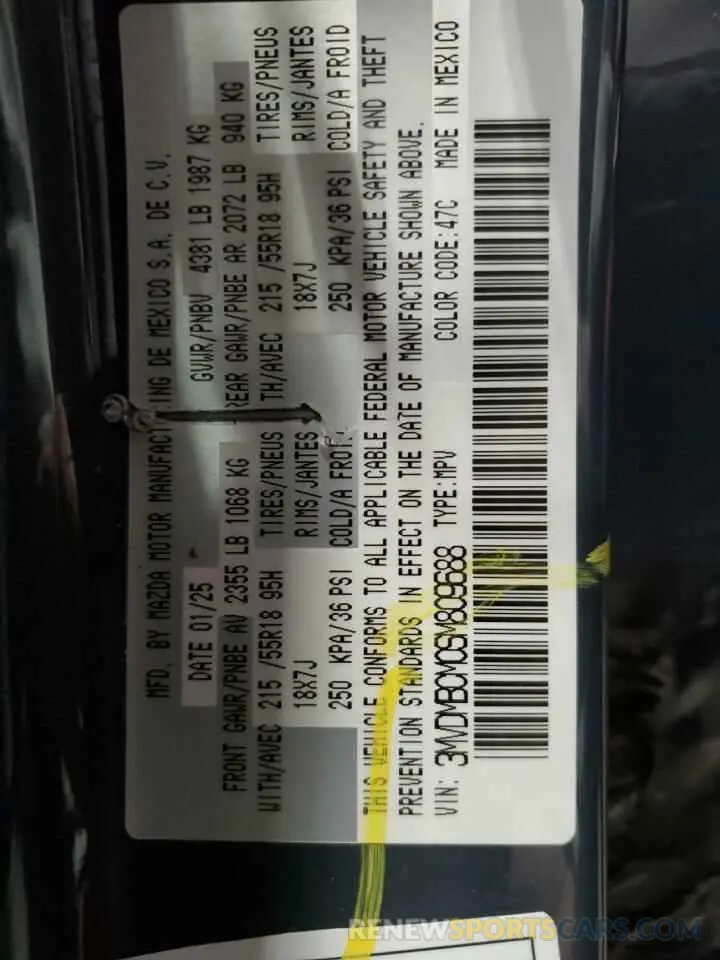 MFD. BY MAZDA MOTOR MANUFACTURING DE MEXICO S.A. DE C.V.
DATE 01/25 GVWR/PNBV 4381 LB 1987 KG
FRONT GAWR/PNBE AV 2355 LB 1068 KG REAR GAWR/PNBE AR 2072 LB 940 KG
WITH/AVEC 215 /55R18 95H TIRES/PNEUS WITH/AVEC 215 /55R18 95H TIRES/PNEUS
18X7J RIMS/JANTES 18X7J RIMS/JANTES
250 KPA/36 PSI COLD/A FROID 250 KPA/36 PSI COLD/A FROID
THIS VEHICLE CONFORMS TO ALL APPLICABLE FEDERAL MOTOR VEHICLE SAFETY AND THEFT
PREVENTION STANDARDS IN EFFECT ON THE DATE OF MANUFACTURE SHOWN ABOVE.
VIN: 3MVDMBCM0SM809688 TYPE:MPV COLOR CODE:47C MADE IN MEXICO
RENEWSPORTSCARS.COM